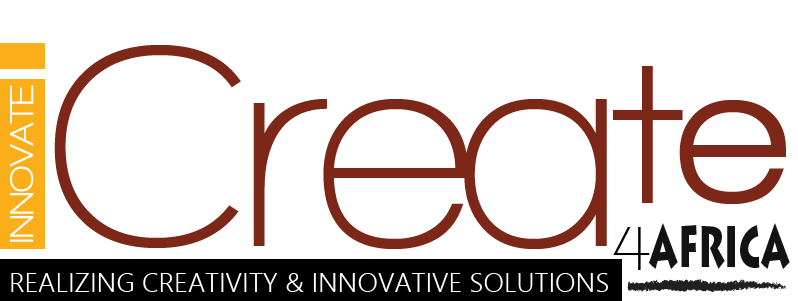 INNOVATE
Create
4AFRICA
REALIZING CREATIVITY & INNOVATIVE SOLUTIONS